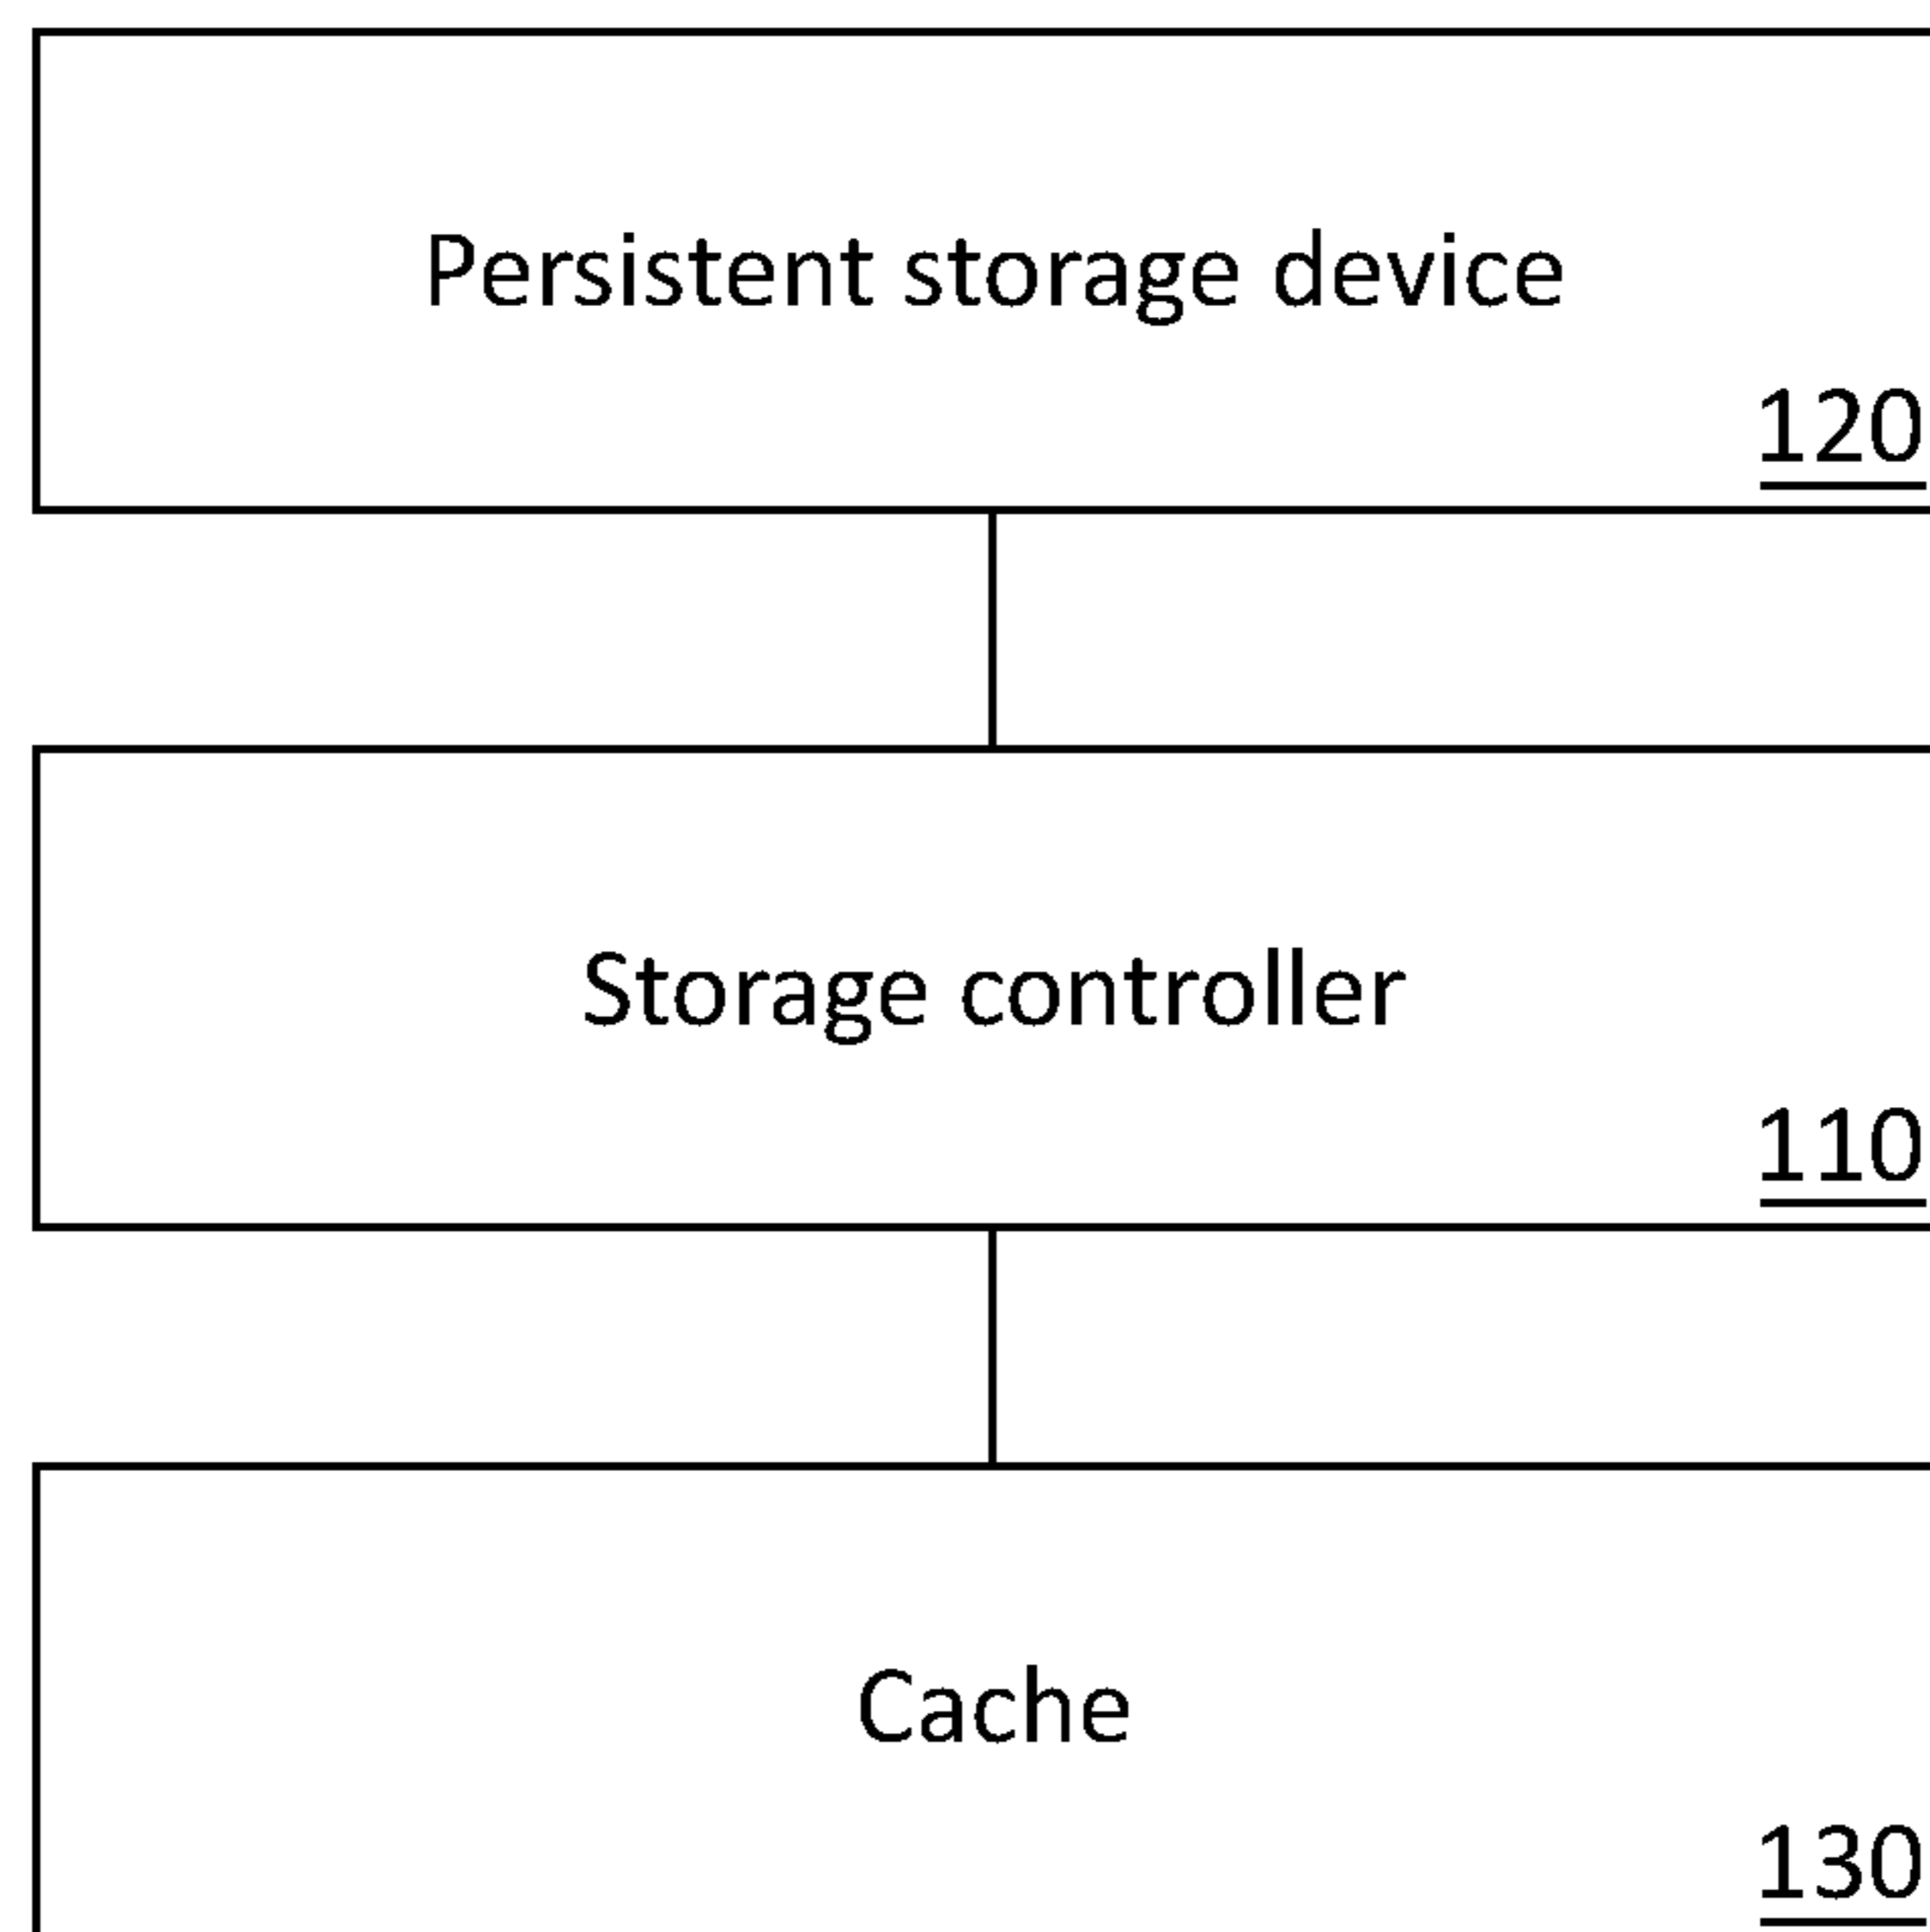 Persistent storage device
120
Storage controller
110
Cache
130